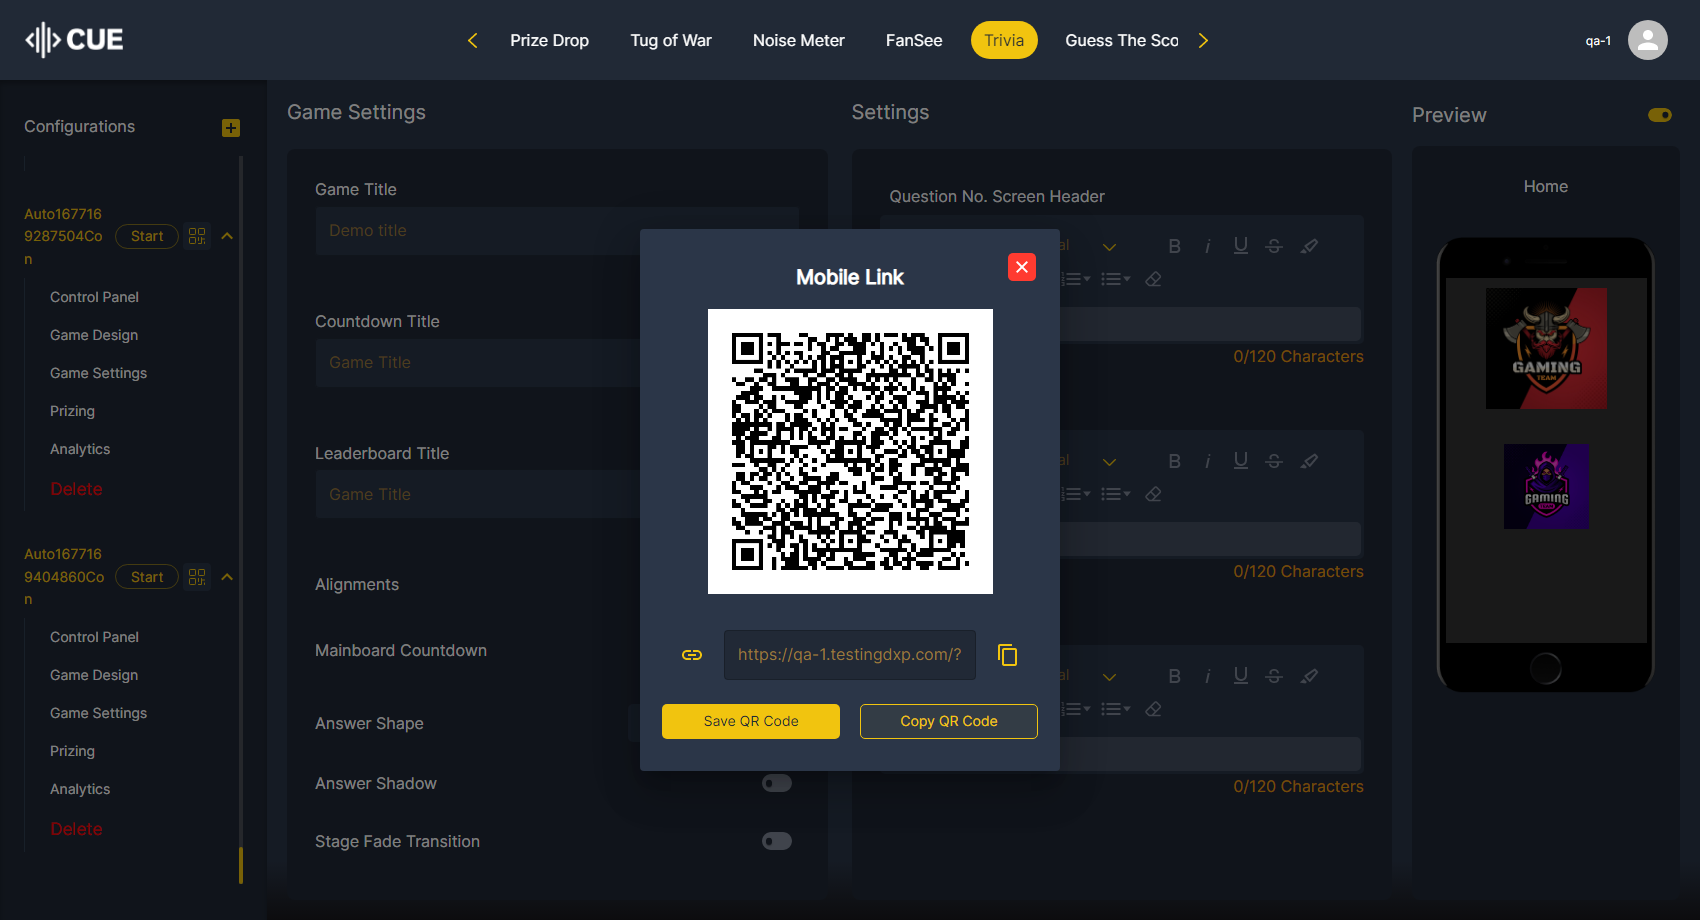 CUE
Prize Drop
Tug of War
Noise Meter
FanSee
Trivia
Guess The Sco
qa-1
Configurations
Auto167716
9287504Co
n
Start
Control Panel
Game Design
Game Settings
Prizing
Analytics
Delete
Auto167716
9404860Co
n
Start
Control Panel
Game Design
Game Settings
Prizing
Analytics
Delete
Game Settings
Game Title
Demo title
Countdown Title
Game Title
Leaderboard Title
Game Title
Alignments
Mainboard Countdown
Answer Shape
Answer Shadow
Stage Fade Transition
Mobile Link
https://qa-1.testingdxp.com/?
Save QR Code
Copy QR Code
Settings
Question No. Screen Header
al
B i U S
0/120 Characters
al
B i U S
0/120 Characters
al
B i U S
0/120 Characters
Preview
Home
GAMING
TEAM
GAMING
TEAM